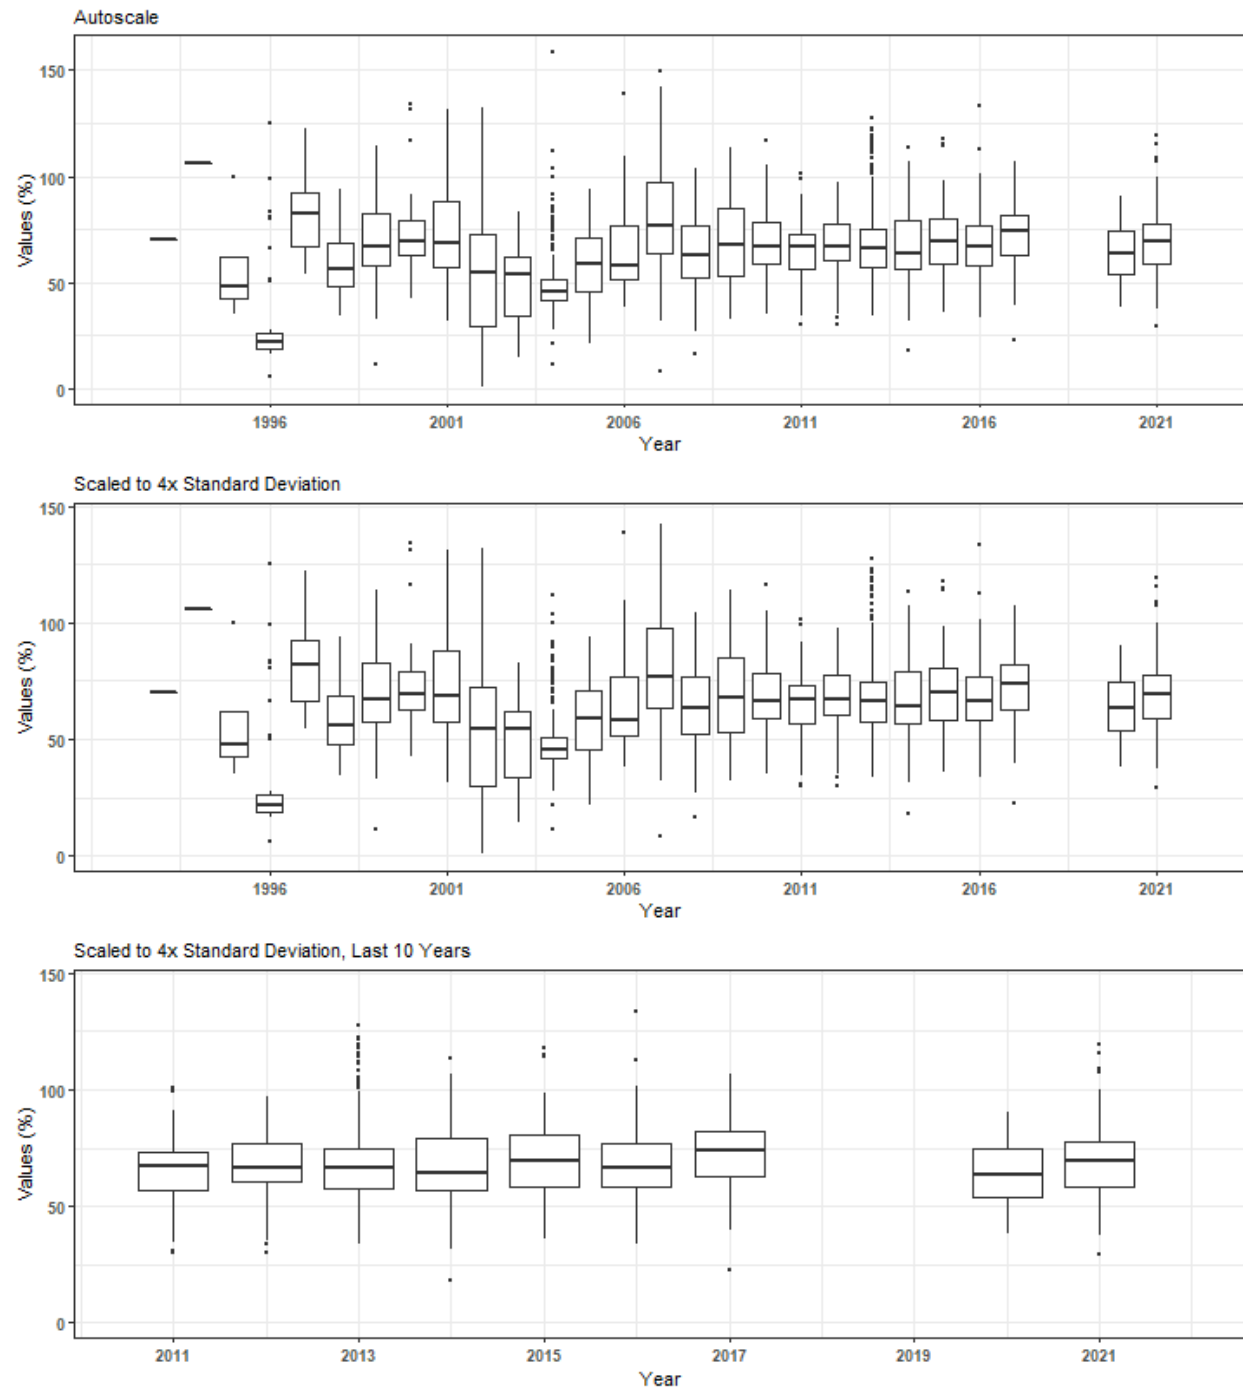 Autoscale
Values (%)
150
100
50
0
1996 2001 2006 2011 2016 2021
Year
Scaled to 4x Standard Deviation
Values (%)
150
100
50
0
1996 2001 2006 2011 2016 2021
Year
Scaled to 4x Standard Deviation, Last 10 Years
Values (%)
150
100
50
0
2011 2013 2015 2017 2019 2021
Year